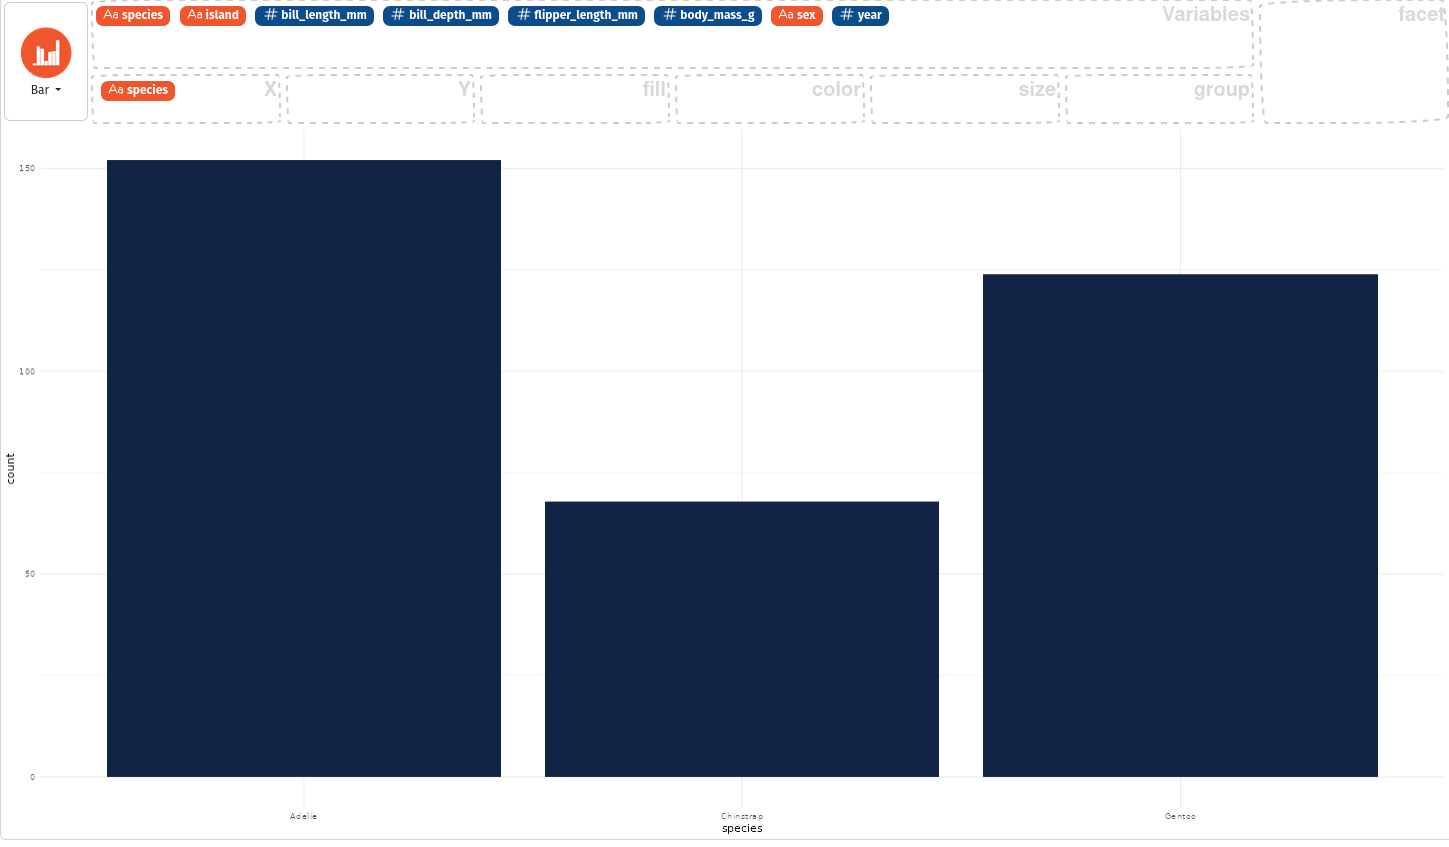 Aa species Aa island # bill_length_mm # bill_depth_mm # flipper_length_mm # body_mass_g Aa sex # year Variables facet
Bar
Aa species X Y fill color size group
150
100
50
0
count
Adelie Chinstrap Gentoo
species